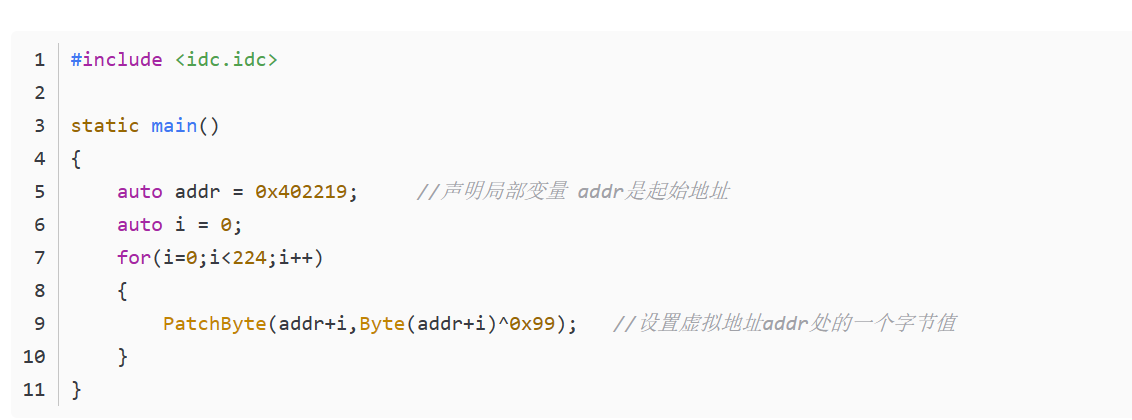 1 #include <idc.idc>
2
3 static main()
4 {
5     auto addr = 0x402219;     //声明局部变量 addr是起始地址
6     auto i = 0;
7     for(i=0;i<224;i++)
8     {
9         PatchByte(addr+i,Byte(addr+i)^0x99);   //设置虚拟地址addr处的一个字节值
10     }
11 }